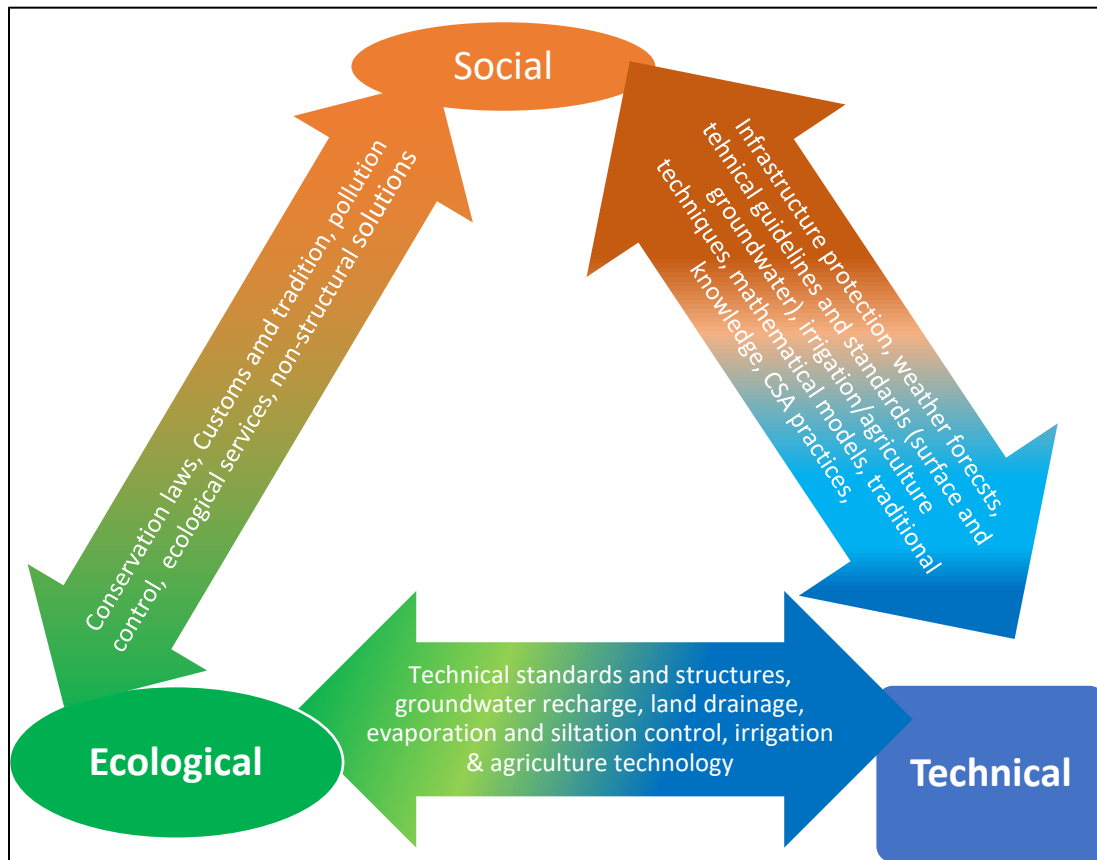 Social
Conservation laws, Customs amd tradition, pollution
control,  ecological services, non-structural solutions
Infrastructure protection, weather forecsts,
tehnical guidelines and standards (surface and
groundwater), irrigation/agriculture
techniques, mathematical models, traditional
knowledge, CSA practices,
Technical standards and structures,
groundwater recharge, land drainage,
evaporation and siltation control, irrigation
& agriculture technology
Ecological
Technical